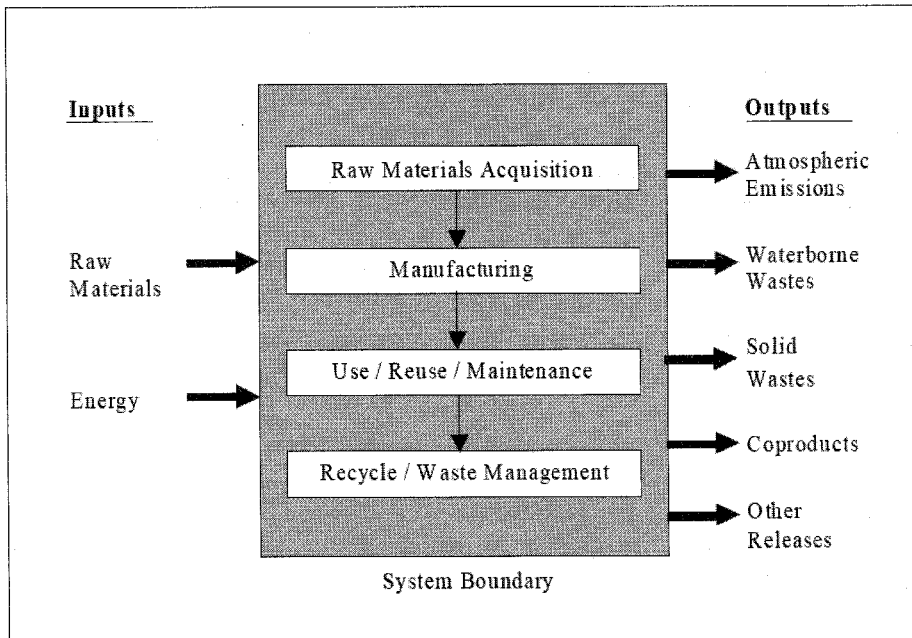 Inputs
Raw
Materials
Energy
Raw Materials Acquisition
Manufacturing
Use / Reuse / Maintenance
Recycle / Waste Management
System Boundary
Outputs
Atmospheric
Emissions
Waterborne
Wastes
Solid
Wastes
Coproducts
Other
Releases